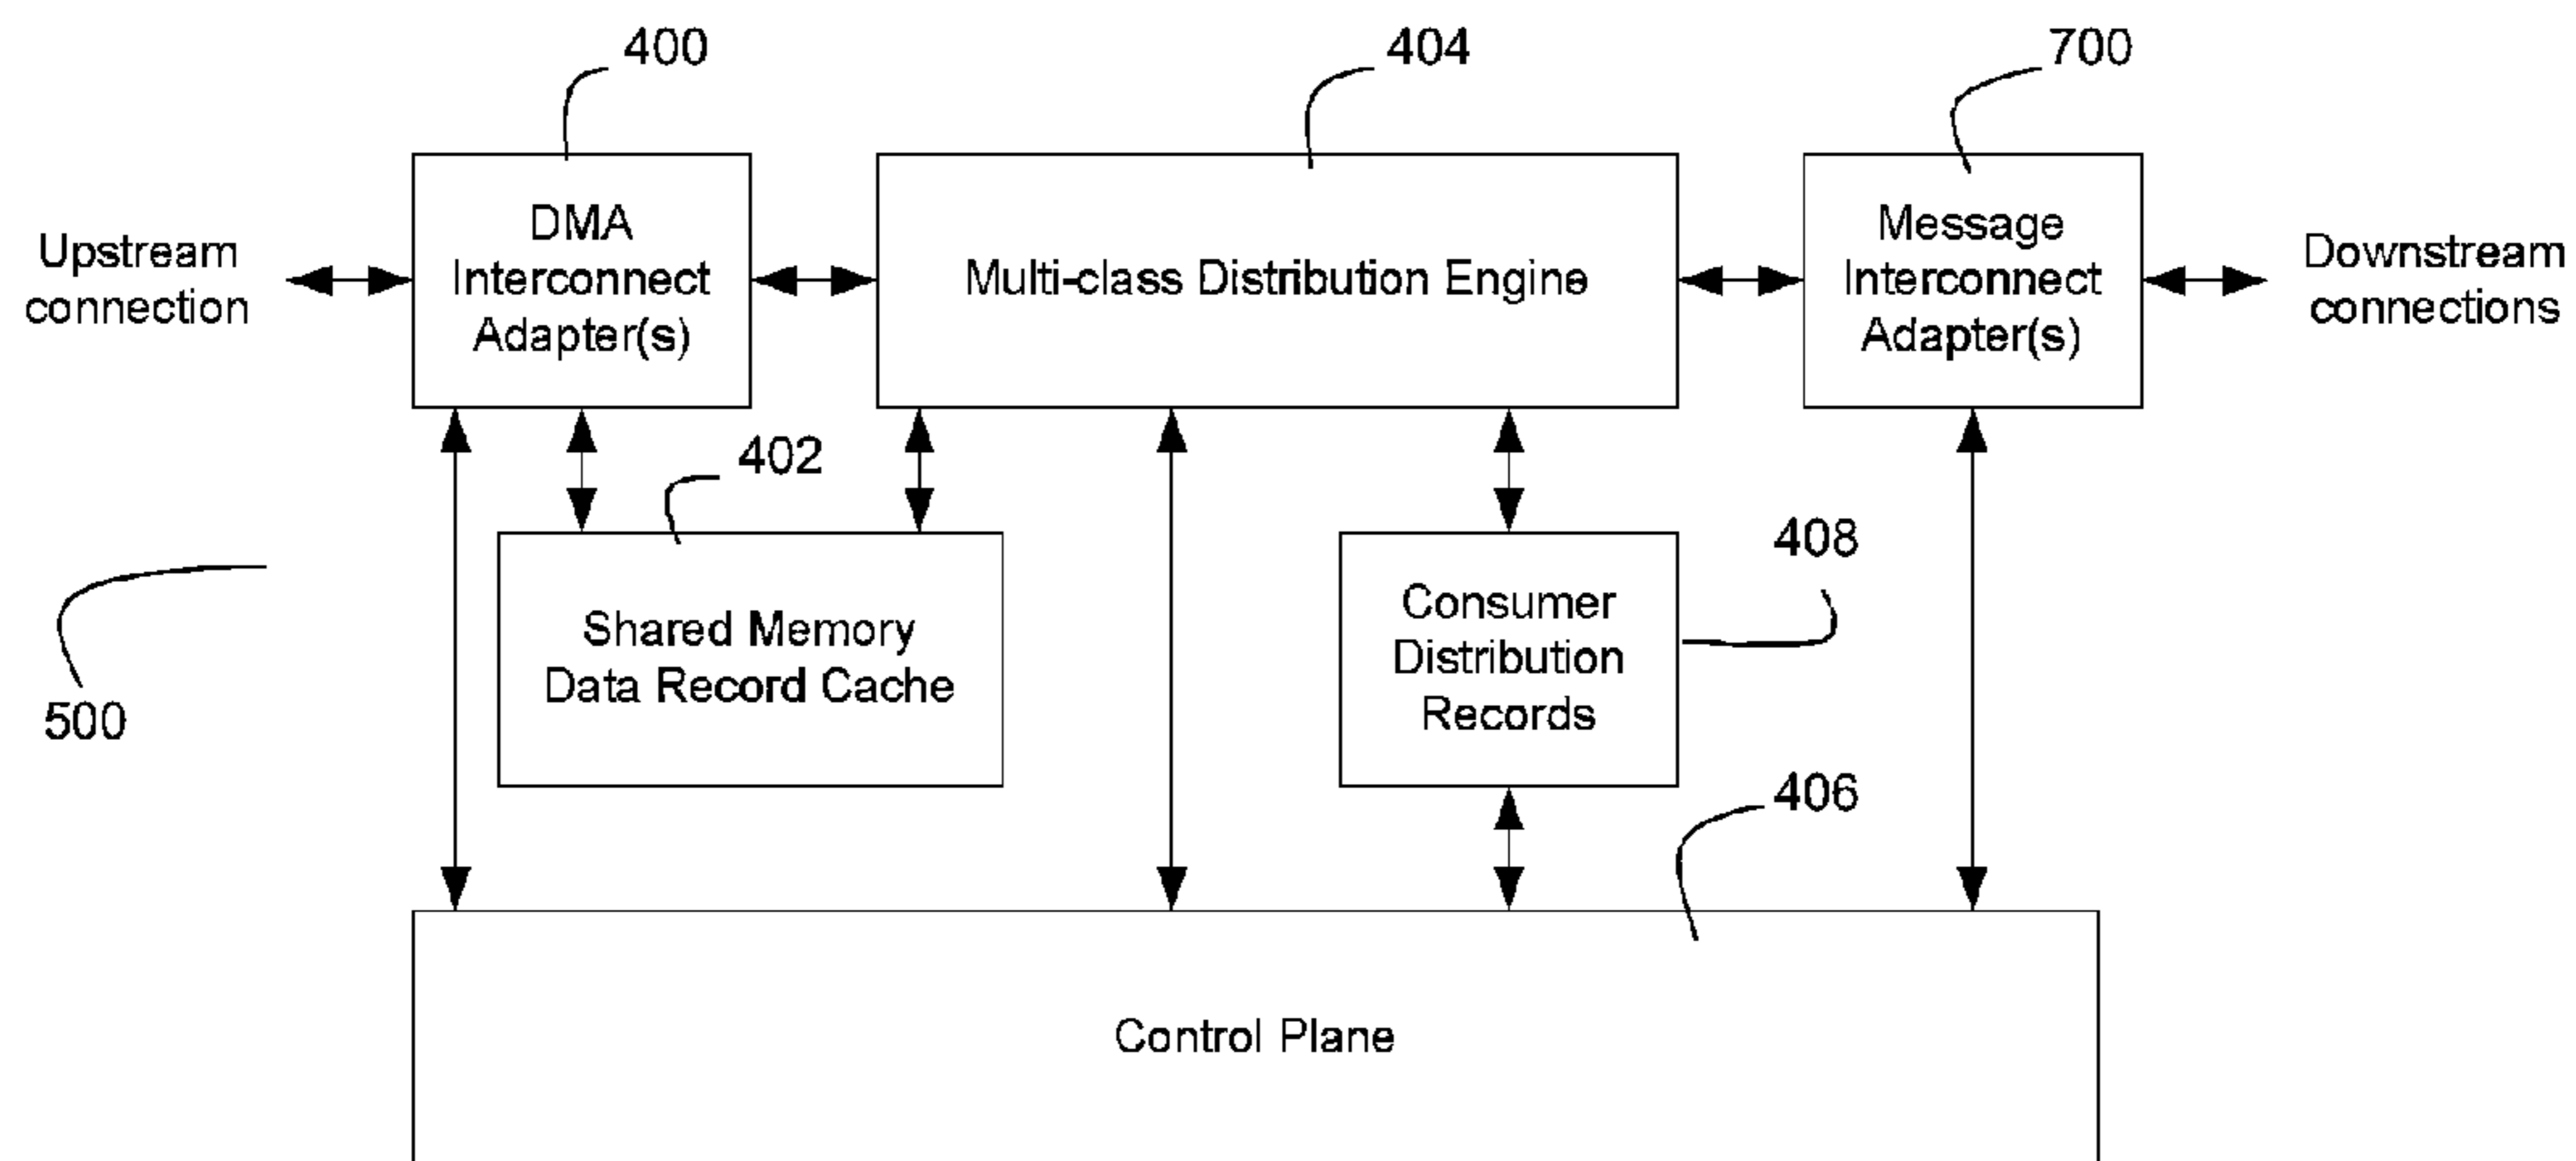 400
404
700
Upstream
connection
DMA
Interconnect
Adapter(s)
Multi-class Distribution Engine
Message
Interconnect
Adapter(s)
Downstream
connections
402
408
Shared Memory
Data Record Cache
Consumer
Distribution
Records
500
406
Control Plane